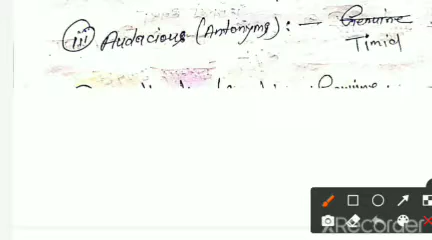 (iii) Audacious (Antonyms) : — Genuine
Timid
XRecorder